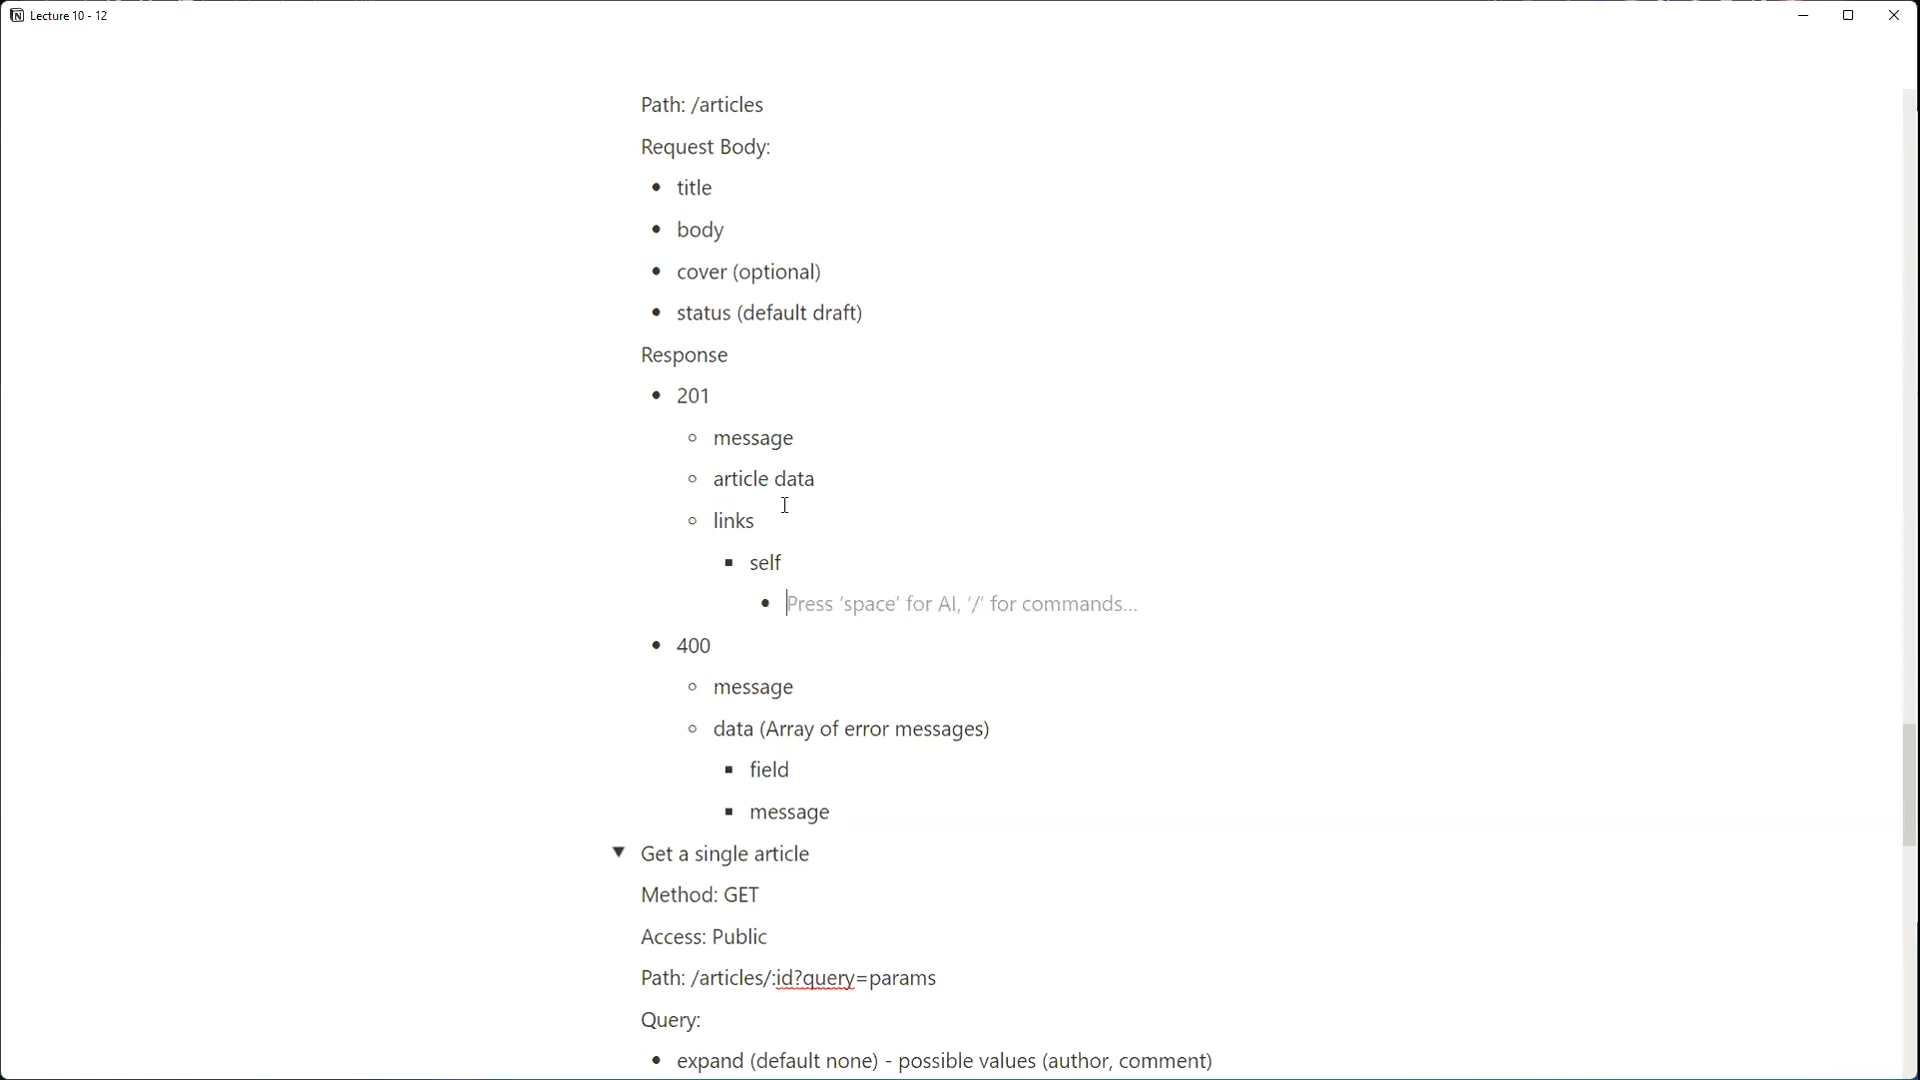 Lecture 10 - 12
Path: /articles
Request Body:
title
body
cover (optional)
status (default draft)
Response
201
message
article data
links
self
Press 'space' for AI, '/' for commands...
400
message
data (Array of error messages)
field
message
Get a single article
Method: GET
Access: Public
Path: /articles/:id?query=params
Query:
expand (default none) - possible values (author, comment)